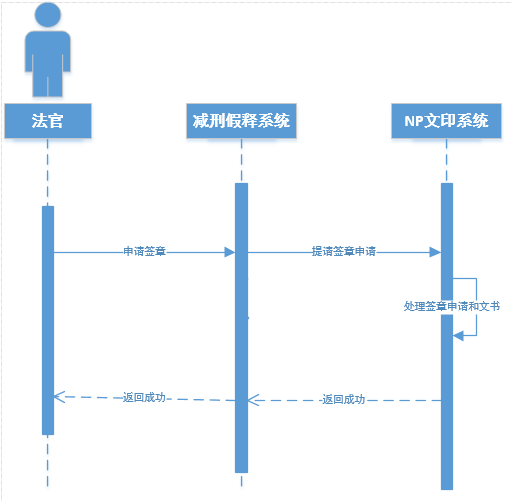 法官
减刑假释系统
NP文印系统
申请签章
提请签章申请
处理签章申请和文书
返回成功
返回成功